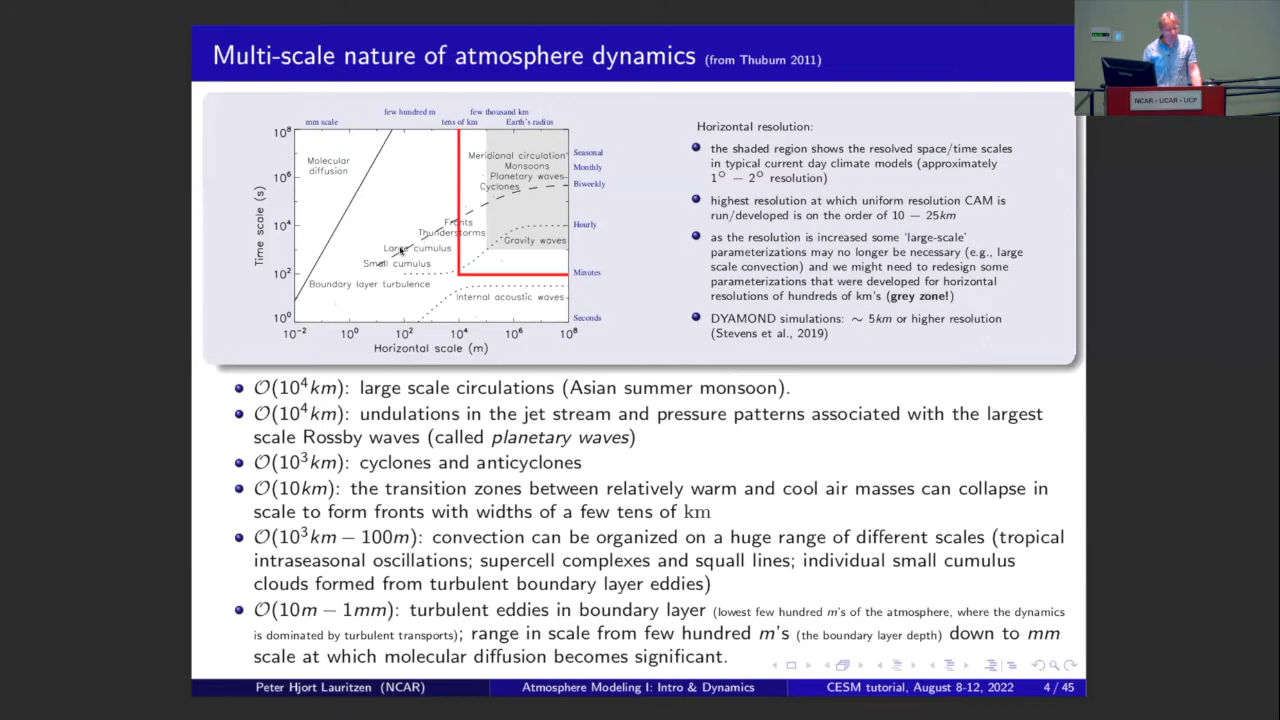 Multi-scale nature of atmosphere dynamics (from Thuburn 2011)
NCAR • UCAR • UCP
few hundred m
few thousand km
mm scale
tens of km
Earth's radius
10^8
10^6
10^4
10^2
10^0
Time scale (s)
Molecular
diffusion
Meridional circulation
Monsoons
Planetary waves
Cyclones
Fronts
Thunderstorms
Large cumulus
Small cumulus
Gravity waves
Boundary layer turbulence
Internal acoustic waves
Seasonal
Monthly
Biweekly
Hourly
Minutes
Seconds
10^-2 10^0 10^2 10^4 10^6 10^8
Horizontal scale (m)
Horizontal resolution:
the shaded region shows the resolved space/time scales
in typical current day climate models (approximately
1° − 2° resolution)
highest resolution at which uniform resolution CAM is
run/developed is on the order of 10 − 25km
as the resolution is increased some 'large-scale'
parameterizations may no longer be necessary (e.g., large
scale convection) and we might need to redesign some
parameterizations that were developed for horizontal
resolutions of hundreds of km's (grey zone!)
DYAMOND simulations: ∼ 5km or higher resolution
(Stevens et al., 2019)
O(10^4 km): large scale circulations (Asian summer monsoon).
O(10^4 km): undulations in the jet stream and pressure patterns associated with the largest
scale Rossby waves (called planetary waves)
O(10^3 km): cyclones and anticyclones
O(10km): the transition zones between relatively warm and cool air masses can collapse in
scale to form fronts with widths of a few tens of km
O(10^3 km − 100m): convection can be organized on a huge range of different scales (tropical
intraseasonal oscillations; supercell complexes and squall lines; individual small cumulus
clouds formed from turbulent boundary layer eddies)
O(10m − 1mm): turbulent eddies in boundary layer (lowest few hundred m's of the atmosphere, where the dynamics
is dominated by turbulent transports); range in scale from few hundred m's (the boundary layer depth) down to mm
scale at which molecular diffusion becomes significant.
Peter Hjort Lauritzen (NCAR) Atmosphere Modeling I: Intro & Dynamics CESM tutorial, August 8-12, 2022 4 / 45